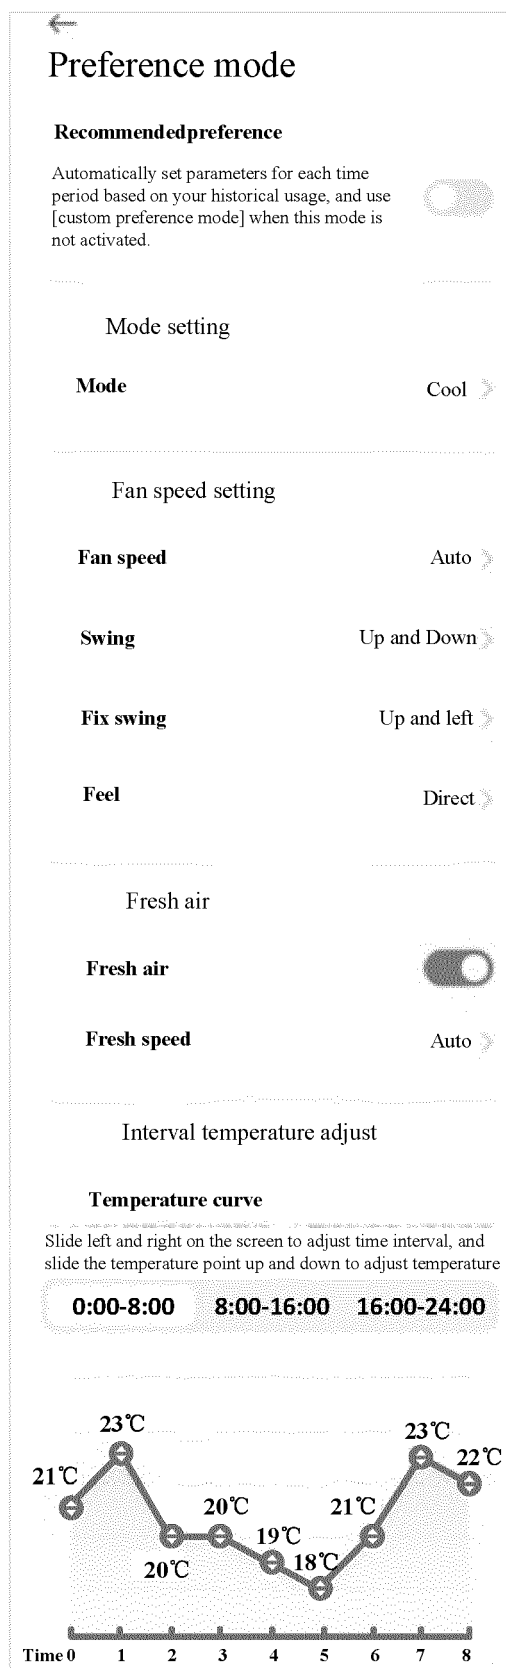 Preference mode
Recommendedpreference
Automatically set parameters for each time
period based on your historical usage, and use
[custom preference mode] when this mode is
not activated.
Mode setting
Mode Cool
Fan speed setting
Fan speed Auto
Swing Up and Down
Fix swing Up and left
Feel Direct
Fresh air
Fresh air
Fresh speed Auto
Interval temperature adjust
Temperature curve
Slide left and right on the screen to adjust time interval, and
slide the temperature point up and down to adjust temperature
0:00-8:00 8:00-16:00 16:00-24:00
21℃ 23℃ 20℃ 20℃ 19℃ 18℃ 21℃ 23℃ 22℃
Time 0 1 2 3 4 5 6 7 8